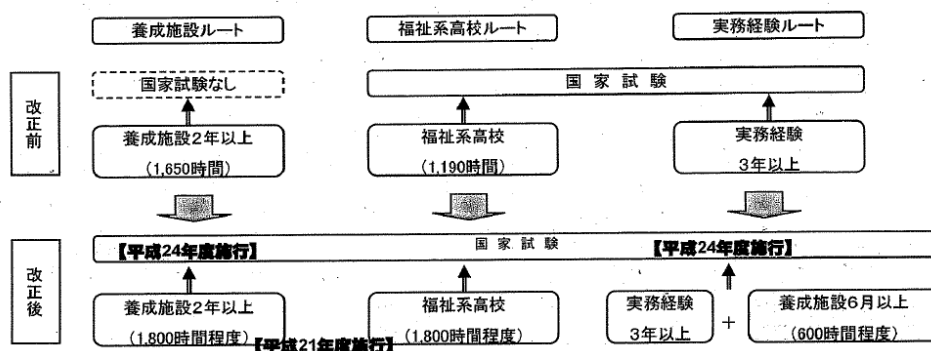 養成施設ルート
福祉系高校ルート
実務経験ルート
改正前
国家試験なし
国家試験
養成施設2年以上
(1,650時間)
福祉系高校
(1,190時間)
実務経験
3年以上
改正後
【平成24年度施行】
国家試験
【平成24年度施行】
養成施設2年以上
(1,800時間程度)
【平成21年度施行】
福祉系高校
(1,800時間程度)
実務経験
3年以上
+
養成施設6月以上
(600時間程度)